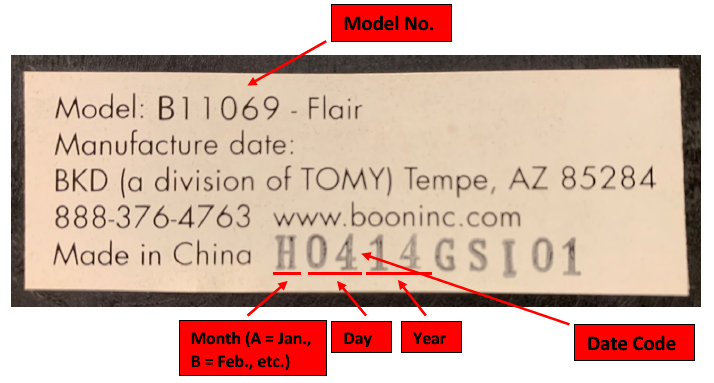 Model No.
Model: B11069 - Flair
Manufacture date:
BKD (a division of TOMY) Tempe, AZ 85284
888-376-4763 www.booninc.com
Made in China H0414GSI01
Month (A = Jan., B = Feb., etc.)
Day
Year
Date Code